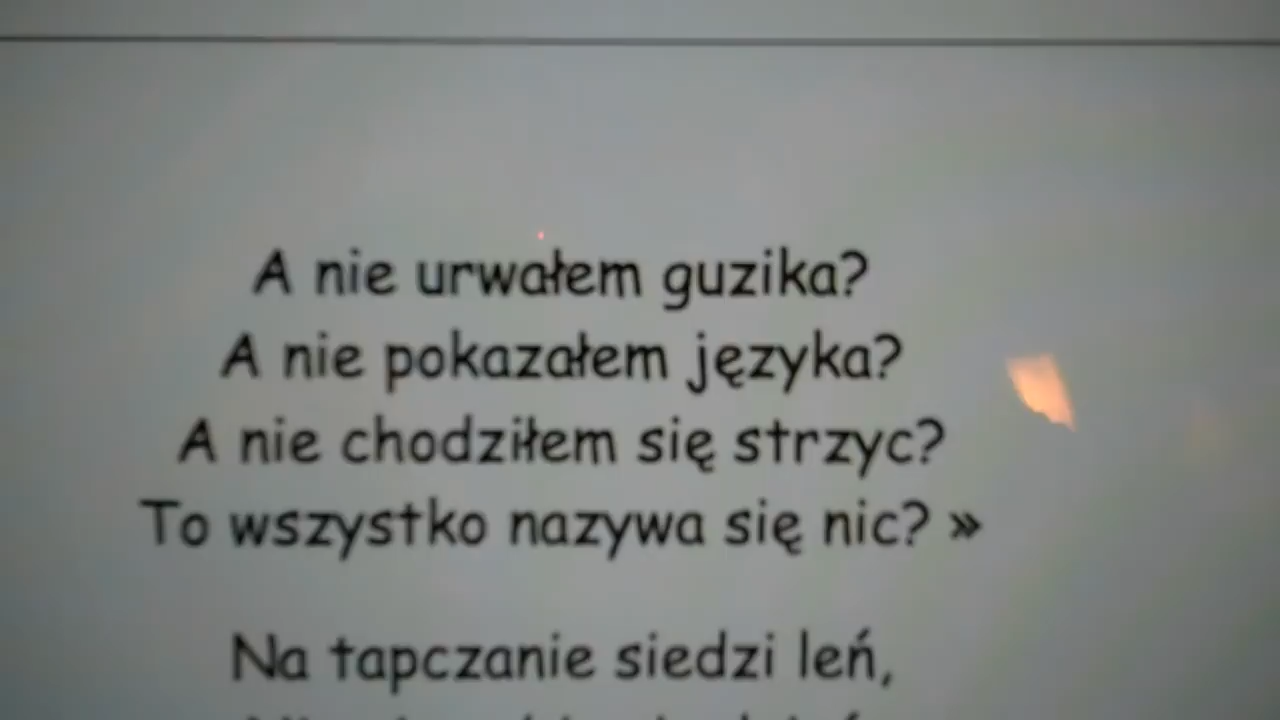 A nie urwałem guzika?
A nie pokazałem języka?
A nie chodziłem się strzyc?
To wszystko nazywa się nic? »
Na tapczanie siedzi leń,